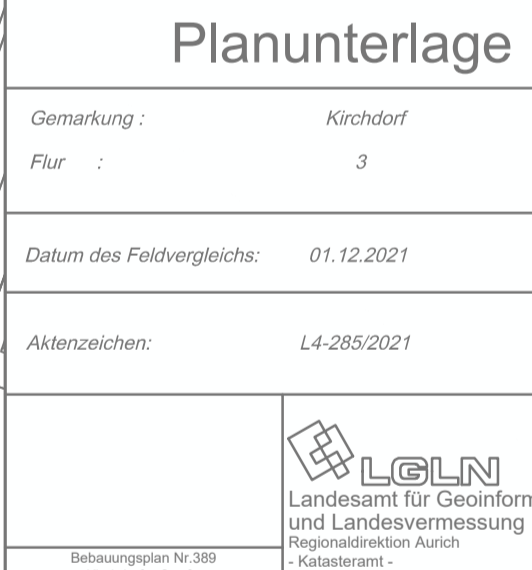 Planunterlage
Gemarkung : Kirchdorf
Flur : 3
Datum des Feldvergleichs: 01.12.2021
Aktenzeichen: L4-285/2021
LGLN
Landesamt für Geoinform
und Landesvermessung
Regionaldirektion Aurich
- Katasteramt -
Bebauungsplan Nr.389